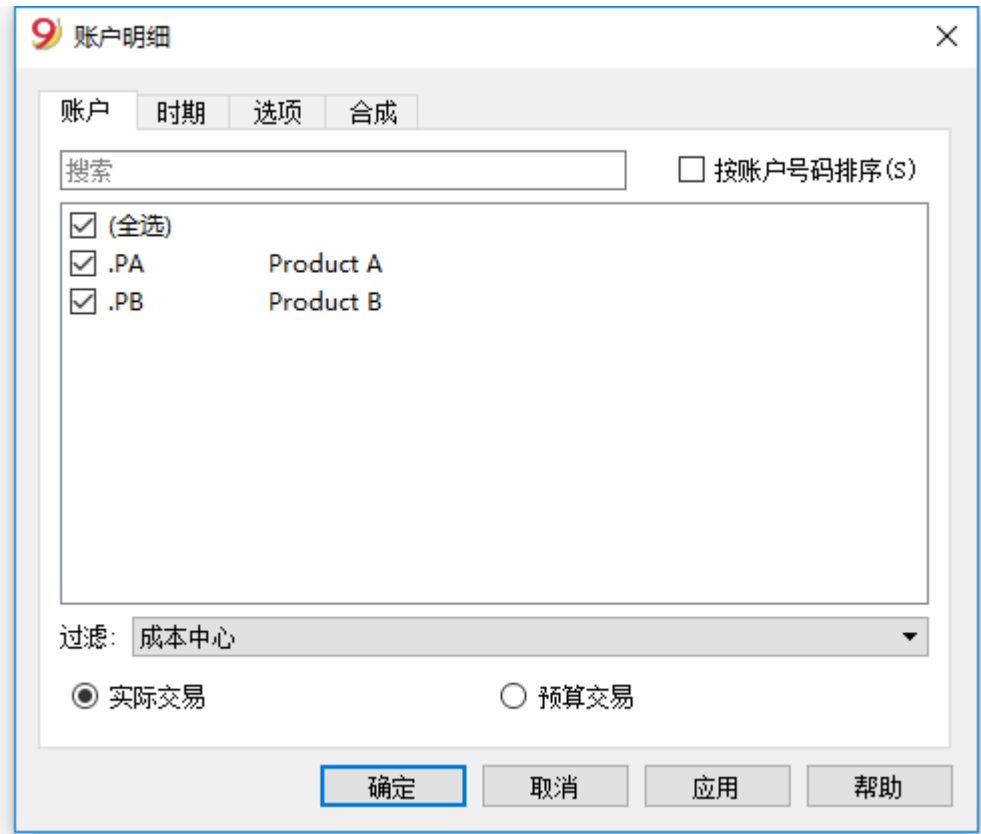 9 账户明细
账户 时期 选项 合成
搜索 按账户号码排序(S)
(全选)
.PA Product A
.PB Product B
过滤: 成本中心
实际交易 预算交易
确定 取消 应用 帮助